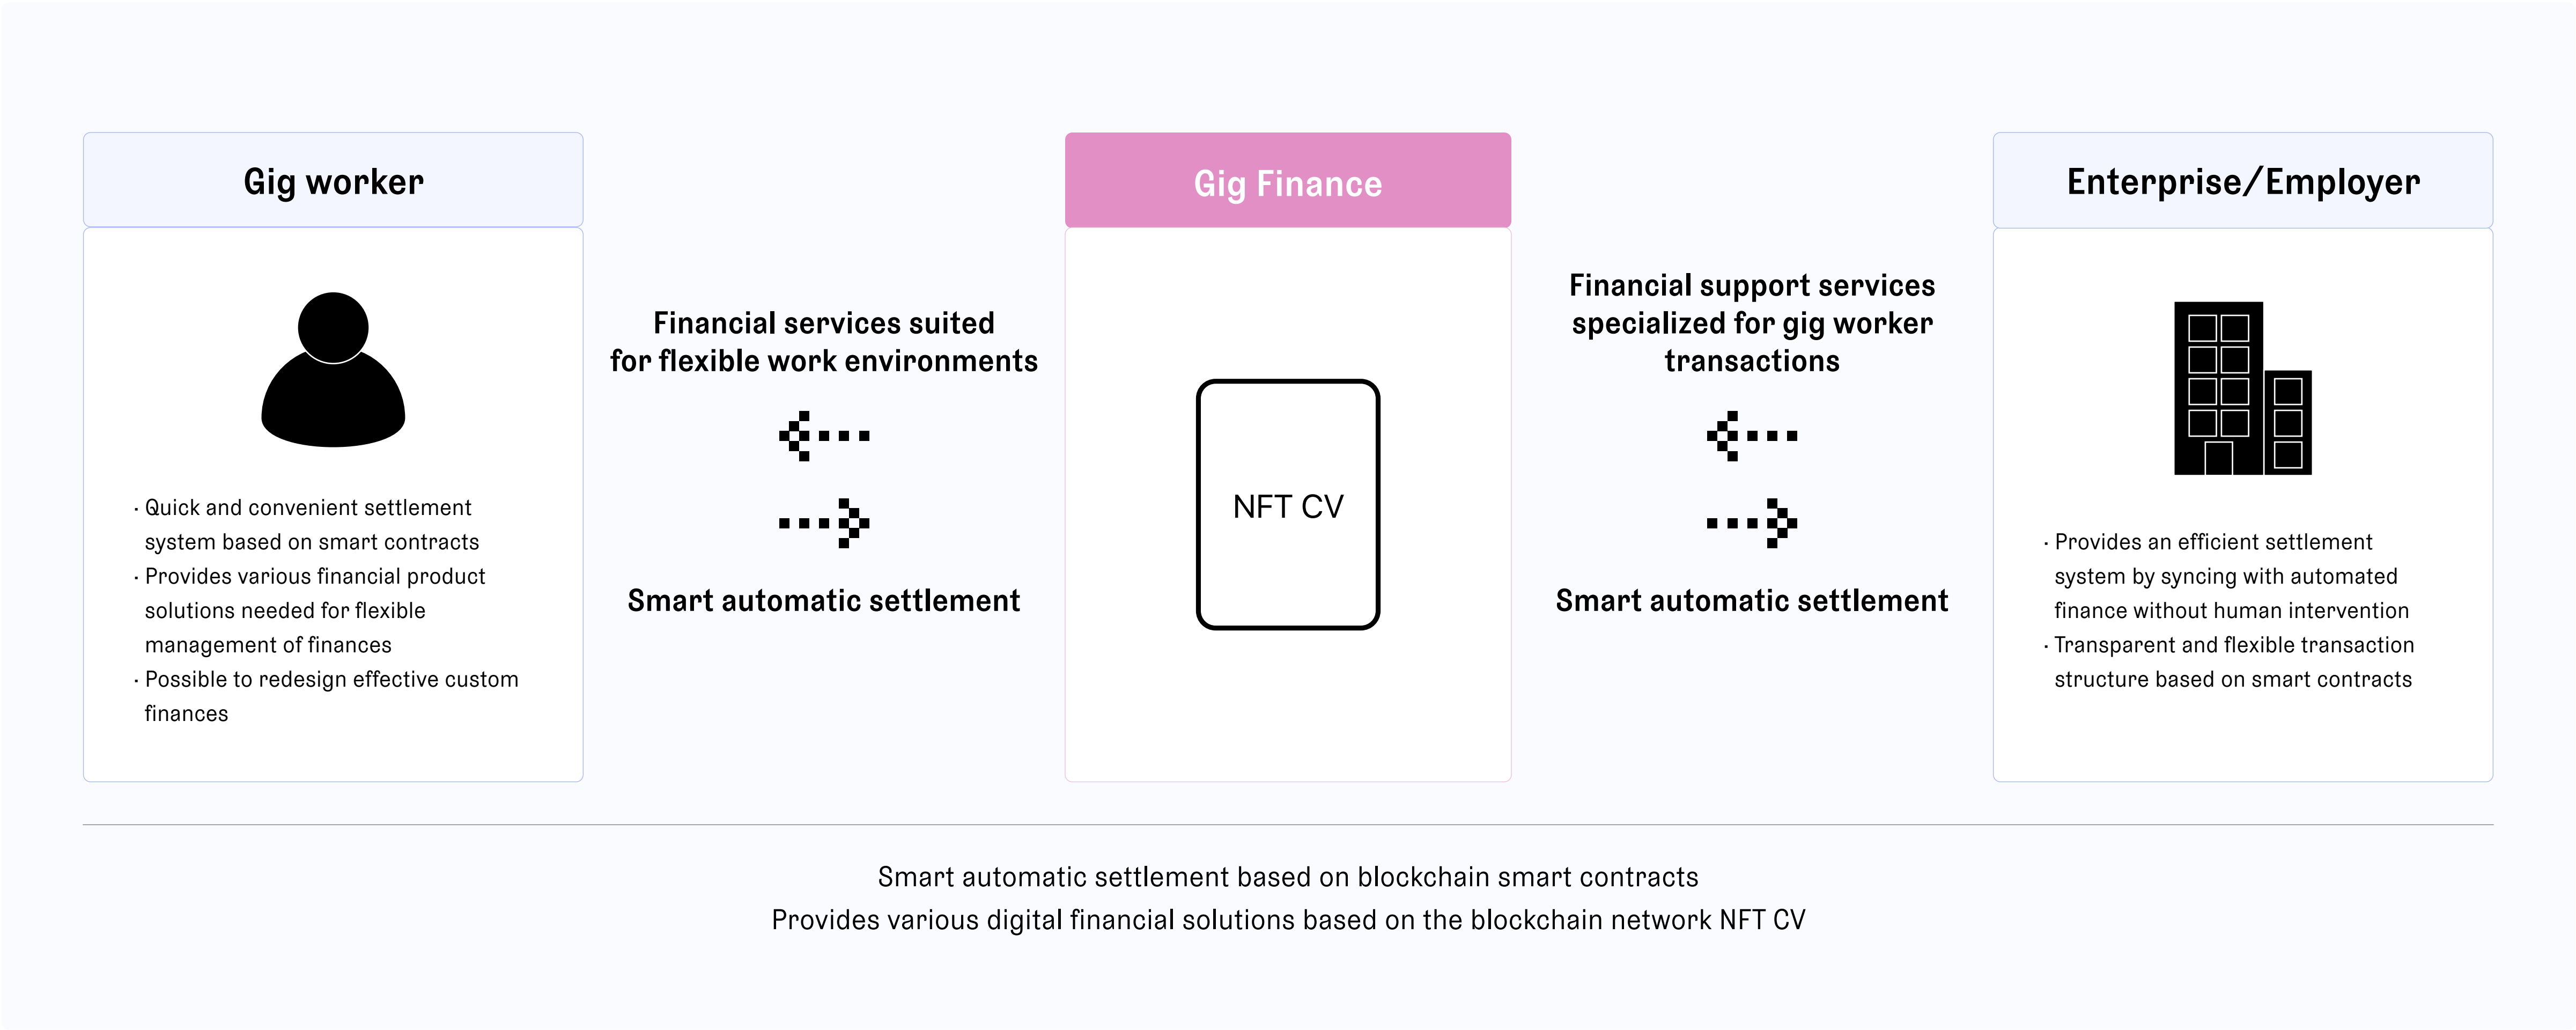 Gig worker
· Quick and convenient settlement
system based on smart contracts
· Provides various financial product
solutions needed for flexible
management of finances
· Possible to redesign effective custom
finances
Financial services suited
for flexible work environments
Smart automatic settlement
Gig Finance
NFT CV
Financial support services
specialized for gig worker
transactions
Smart automatic settlement
Enterprise/Employer
· Provides an efficient settlement
system by syncing with automated
finance without human intervention
· Transparent and flexible transaction
structure based on smart contracts
Smart automatic settlement based on blockchain smart contracts
Provides various digital financial solutions based on the blockchain network NFT CV